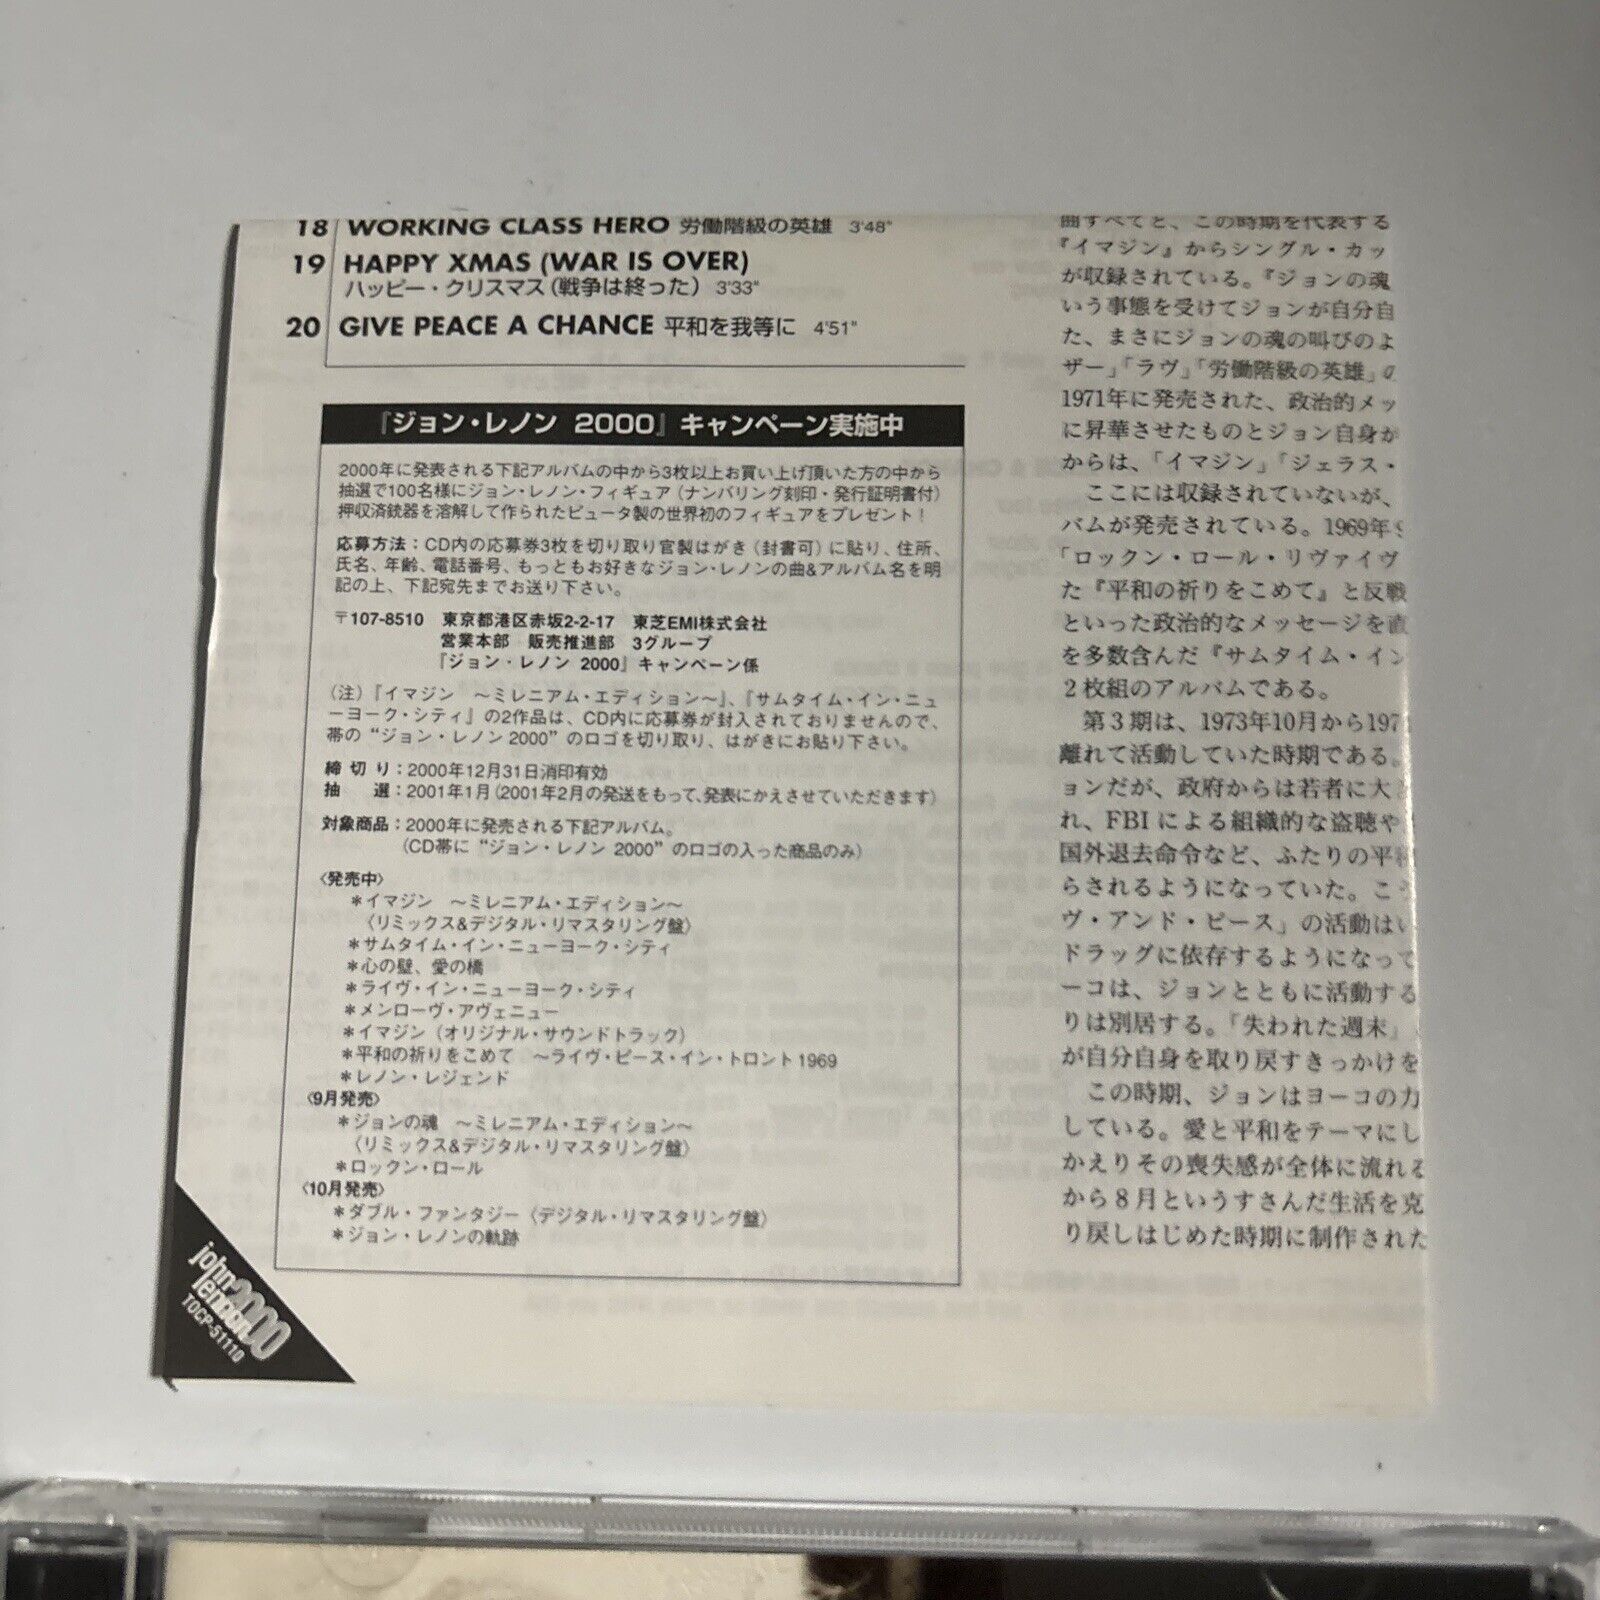 18 WORKING CLASS HERO 労働階級の英雄 3'48"
19 HAPPY XMAS (WAR IS OVER)
ハッピー・クリスマス(戦争は終った) 3'33"
20 GIVE PEACE A CHANCE 平和を我等に 4'51"
『ジョン・レノン 2000』キャンペーン実施中
2000年に発表される下記アルバムの中から3枚以上お買い上げ頂いた方の中から
抽選で100名様にジョン・レノン・フィギュア(ナンバリング刻印・発行証明書付)
押収済銃器を溶解して作られたピュータ製の世界初のフィギュアをプレゼント!
応募方法:CD内の応募券3枚を切り取り官製はがき(封書可)に貼り、住所、
氏名、年齢、電話番号、もっともお好きなジョン・レノンの曲&アルバム名を明
記の上、下記宛先までお送り下さい。
〒107-8510 東京都港区赤坂2-2-17 東芝EMI株式会社
営業本部 販売推進部 3グループ
『ジョン・レノン 2000』キャンペーン係
(注)『イマジン ~ミレニアム・エディション~』、『サムタイム・イン・ニュ
ーヨーク・シティ』の2作品は、CD内に応募券が封入されておりませんので、
帯の"ジョン・レノン 2000"のロゴを切り取り、はがきにお貼り下さい。
締切り:2000年12月31日消印有効
抽 選:2001年1月(2001年2月の発送をもって、発表にかえさせていただきます)
対象商品:2000年に発売される下記アルバム。
(CD帯に"ジョン・レノン 2000"のロゴの入った商品のみ)
〈発売中〉
*イマジン ~ミレニアム・エディション~
〈リミックス&デジタル・リマスタリング盤〉
*サムタイム・イン・ニューヨーク・シティ
*心の壁、愛の橋
*ライヴ・イン・ニューヨーク・シティ
*メンローヴ・アヴェニュー
*イマジン(オリジナル・サウンドトラック)
*平和の祈りをこめて ~ライヴ・ピース・イン・トロント1969
*レノン・レジェンド
〈9月発売〉
*ジョンの魂 ~ミレニアム・エディション~
〈リミックス&デジタル・リマスタリング盤〉
*ロックン・ロール
〈10月発売〉
*ダブル・ファンタジー〈デジタル・リマスタリング盤〉
*ジョン・レノンの軌跡
john
lennon
2000
TOCP-51110
曲すべてと、この時期を代表する
『イマジン』からシングル・カッ
が収録されている。『ジョンの魂
いう事態を受けてジョンが自分自
た、まさにジョンの魂の叫びのよ
ザー」「ラヴ」「労働階級の英雄」の
1971年に発売された、政治的メッ
に昇華させたものとジョン自身が
からは、「イマジン」「ジェラス・
ここには収録されていないが、
バムが発売されている。1969年9
「ロックン・ロール・リヴァイヴ
た『平和の祈りをこめて』と反戦
といった政治的なメッセージを直
を多数含んだ『サムタイム・イン
2枚組のアルバムである。
第3期は、1973年10月から197
離れて活動していた時期である。
ョンだが、政府からは若者に大
れ、FBIによる組織的な盗聴や
国外退去命令など、ふたりの平和
らされるようになっていた。こ
ヴ・アンド・ピース」の活動はい
ドラッグに依存するようになって
ーコは、ジョンとともに活動する
りは別居する。「失われた週末」
が自分自身を取り戻すきっかけを
この時期、ジョンはヨーコの力
している。愛と平和をテーマにし
かえりその喪失感が全体に流れる
から8月というすさんだ生活を克
り戻しはじめた時期に制作された